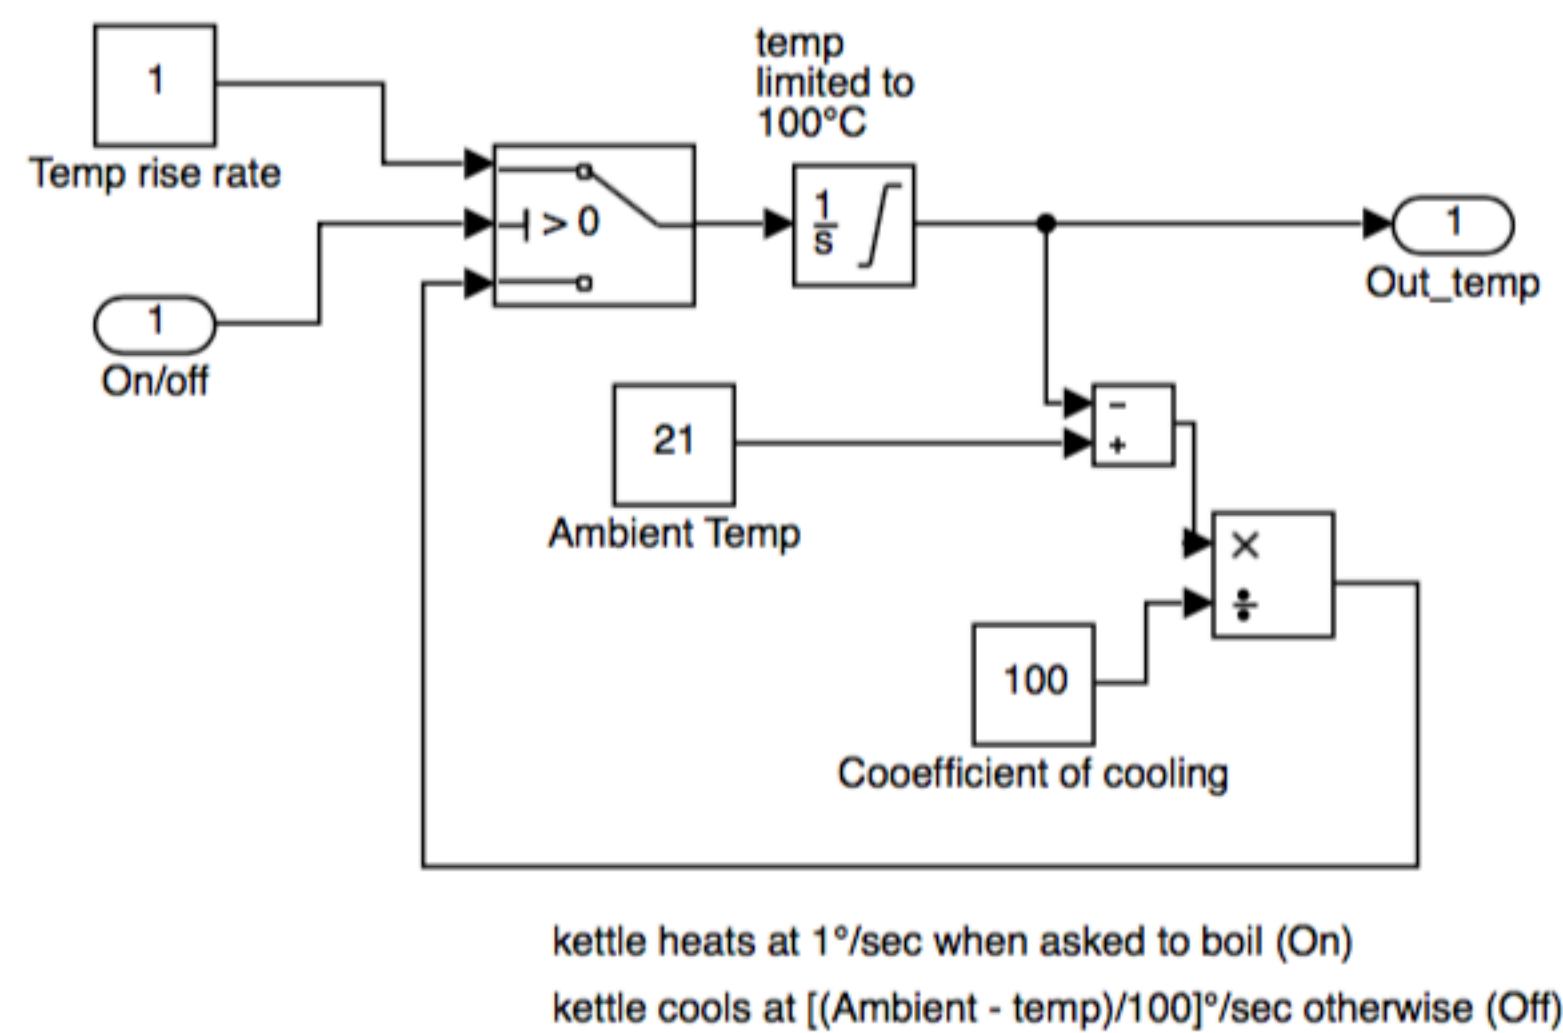 1
Temp rise rate
temp
limited to
100°C
> 0
1
s
1
Out_temp
1
On/off
-
+
21
Ambient Temp
×
÷
100
Cooefficient of cooling
kettle heats at 1°/sec when asked to boil (On)
kettle cools at [(Ambient - temp)/100]°/sec otherwise (Off)